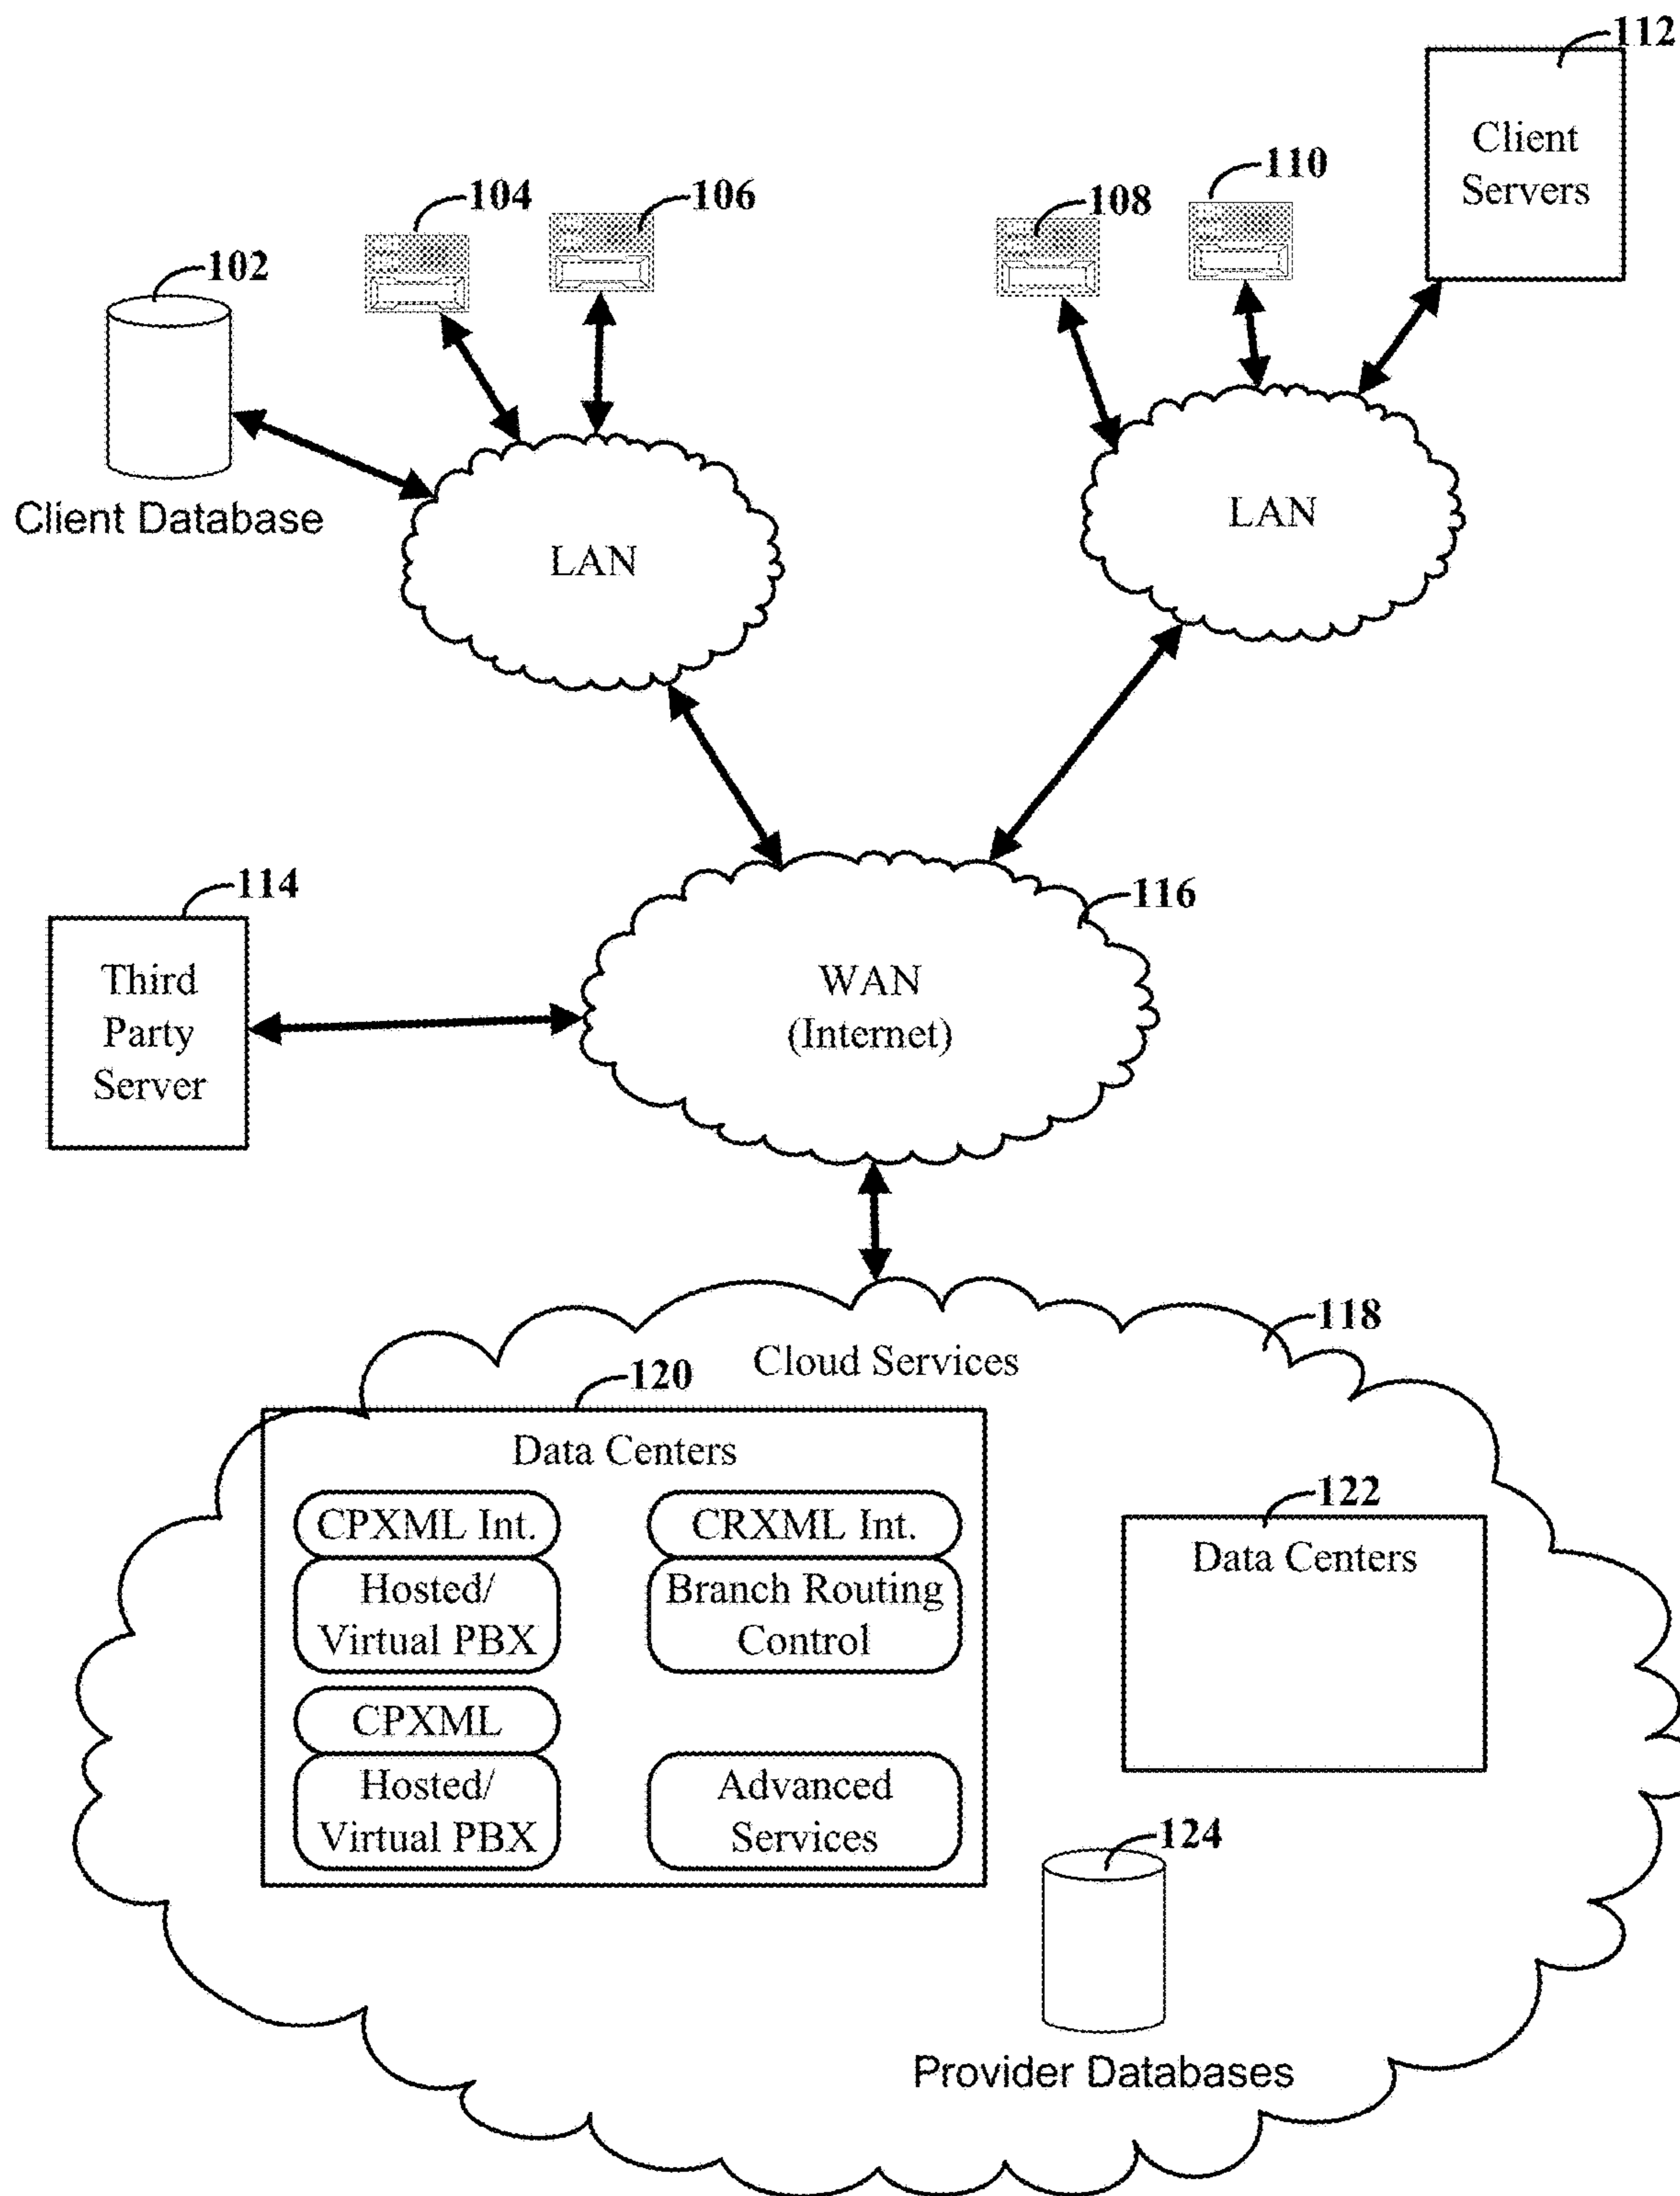 112
Client
Servers
104
106
108
110
102
Client Database
LAN
LAN
114
116
Third
Party
Server
WAN
(Internet)
118
Cloud Services
120
Data Centers
CPXML Int.
CRXML Int.
Hosted/
Virtual PBX
Branch Routing
Control
CPXML
Hosted/
Virtual PBX
Advanced
Services
122
Data Centers
124
Provider Databases